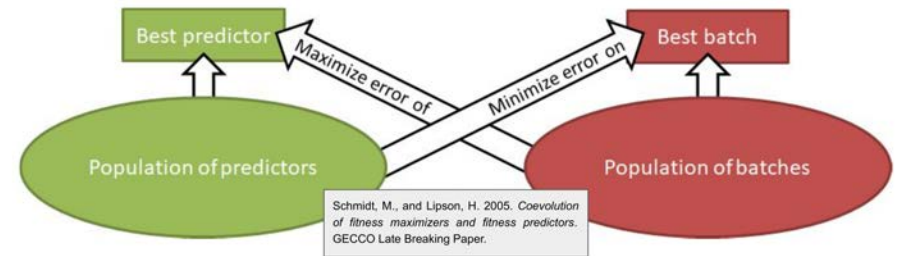 Best predictor
Best batch
Maximize error of
Minimize error on
Population of predictors
Population of batches
Schmidt, M., and Lipson, H. 2005. Coevolution
of fitness maximizers and fitness predictors.
GECCO Late Breaking Paper.